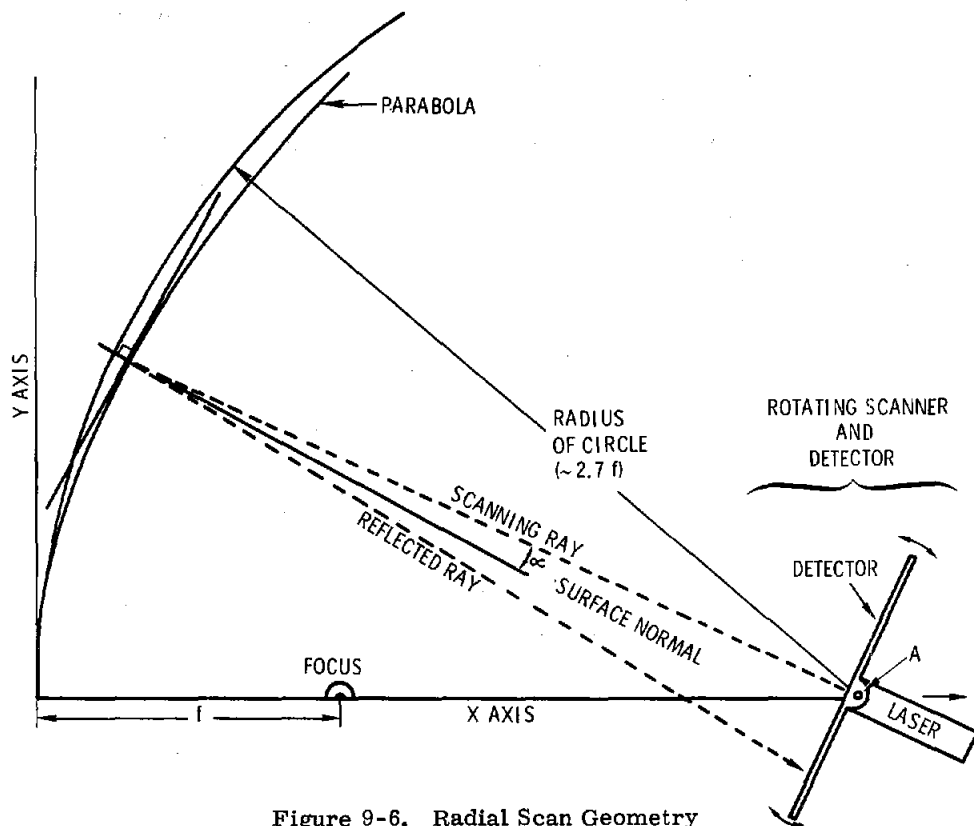 PARABOLA
Y AXIS
RADIUS
OF CIRCLE
(~2.7 f)
ROTATING SCANNER
AND
DETECTOR
SCANNING RAY
REFLECTED RAY
α
SURFACE NORMAL
DETECTOR
A
FOCUS
f
X AXIS
LASER
Figure 9-6. Radial Scan Geometry